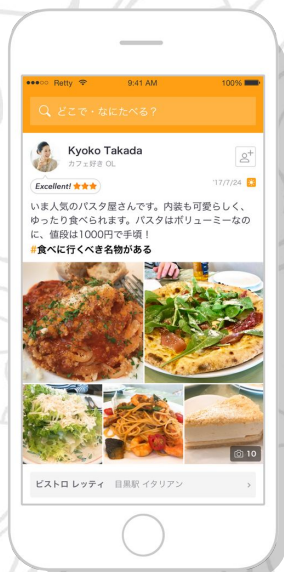 Retty 9:41 AM 100%
どこで・なにたべる？
Kyoko Takada
カフェ好き OL
Excellent! ★★★ '17/7/24
いま人気のパスタ屋さんです。内装も可愛らしく、
ゆったり食べられます。パスタはボリューミーなの
に、値段は1000円で手頃！
#食べに行くべき名物がある
10
ビストロ レッティ 目黒駅 イタリアン